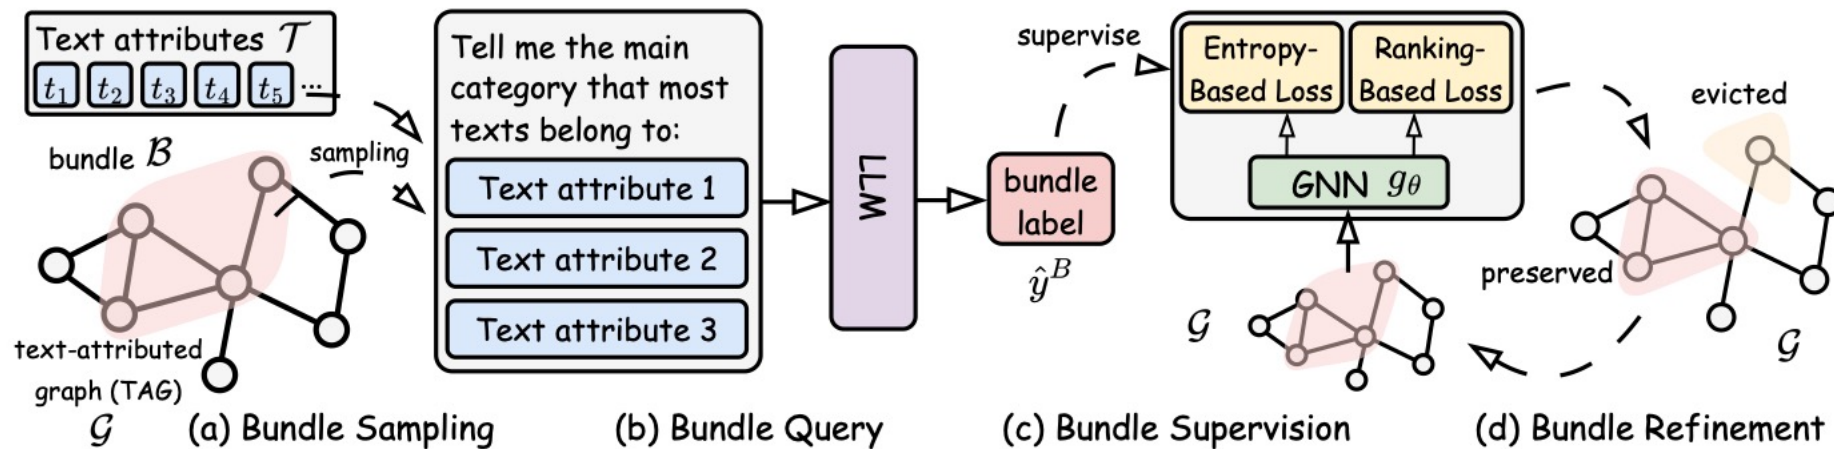 Text attributes 𝒯
t₁ t₂ t₃ t₄ t₅ ...
bundle ℬ
sampling
text-attributed
graph (TAG)
𝒢
(a) Bundle Sampling
Tell me the main
category that most
texts belong to:
Text attribute 1
Text attribute 2
Text attribute 3
(b) Bundle Query
LLM
bundle
label
ŷᴮ
supervise
Entropy-
Based Loss
Ranking-
Based Loss
GNN g_θ
𝒢
(c) Bundle Supervision
evicted
preserved
𝒢
(d) Bundle Refinement